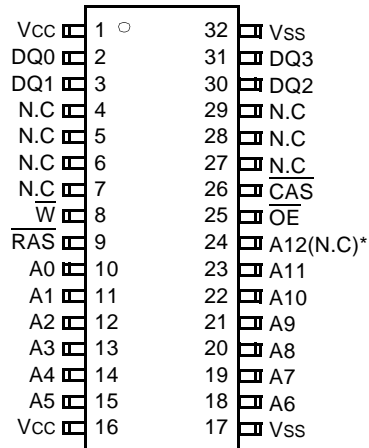 VCC 1 32 VSS
DQ0 2 31 DQ3
DQ1 3 30 DQ2
N.C 4 29 N.C
N.C 5 28 N.C
N.C 6 27 N.C
N.C 7 26 CAS
W 8 25 OE
RAS 9 24 A12(N.C)*
A0 10 23 A11
A1 11 22 A10
A2 12 21 A9
A3 13 20 A8
A4 14 19 A7
A5 15 18 A6
VCC 16 17 VSS